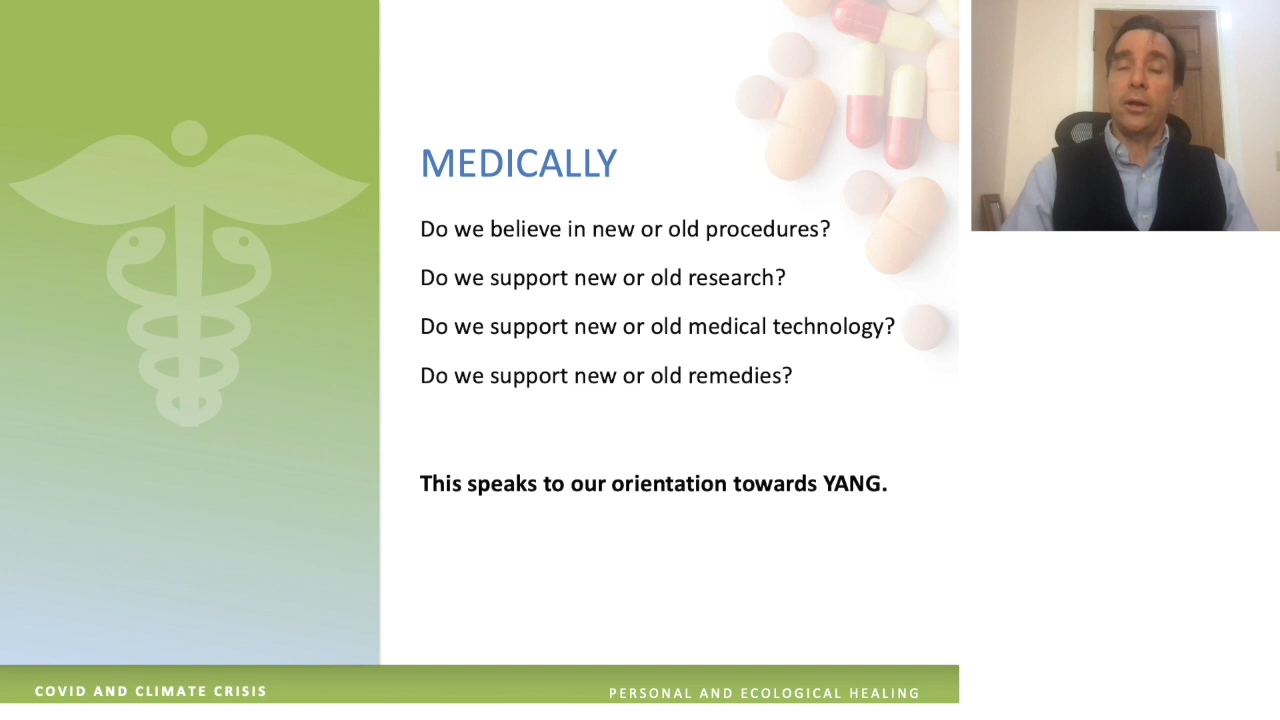 MEDICALLY
Do we believe in new or old procedures?
Do we support new or old research?
Do we support new or old medical technology?
Do we support new or old remedies?
This speaks to our orientation towards YANG.
COVID AND CLIMATE CRISIS
PERSONAL AND ECOLOGICAL HEALING